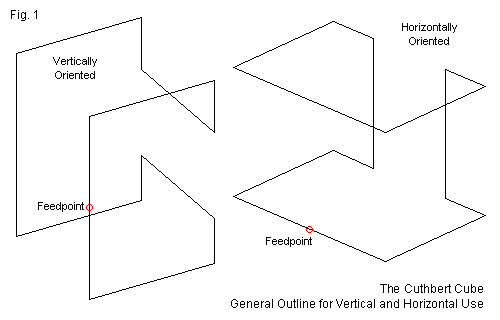 Fig. 1
Vertically
Oriented
Horizontally
Oriented
Feedpoint
Feedpoint
The Cuthbert Cube
General Outline for Vertical and Horizontal Use